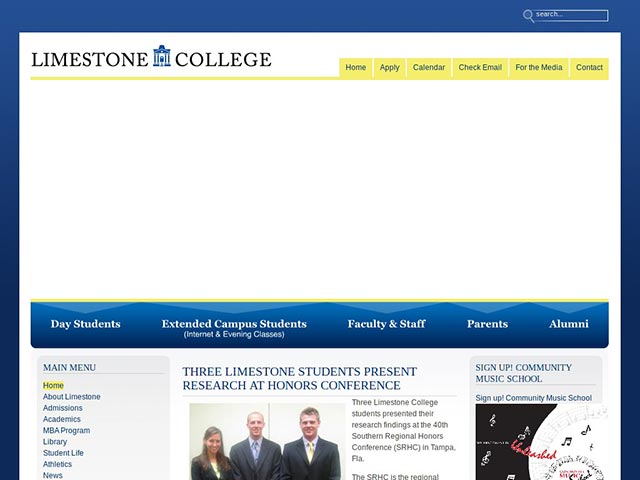 search...
LIMESTONE COLLEGE
Home Apply Calendar Check Email For the Media Contact
Day Students Extended Campus Students Faculty & Staff Parents Alumni
(Internet & Evening Classes)
MAIN MENU
Home
About Limestone
Admissions
Academics
MBA Program
Library
Student Life
Athletics
News
THREE LIMESTONE STUDENTS PRESENT
RESEARCH AT HONORS CONFERENCE
Three Limestone College
students presented their
research findings at the 40th
Southern Regional Honors
Conference (SRHC) in Tampa,
Fla.
The SRHC is the regional
SIGN UP! COMMUNITY
MUSIC SCHOOL
Sign up! Community Music School
Unleashed